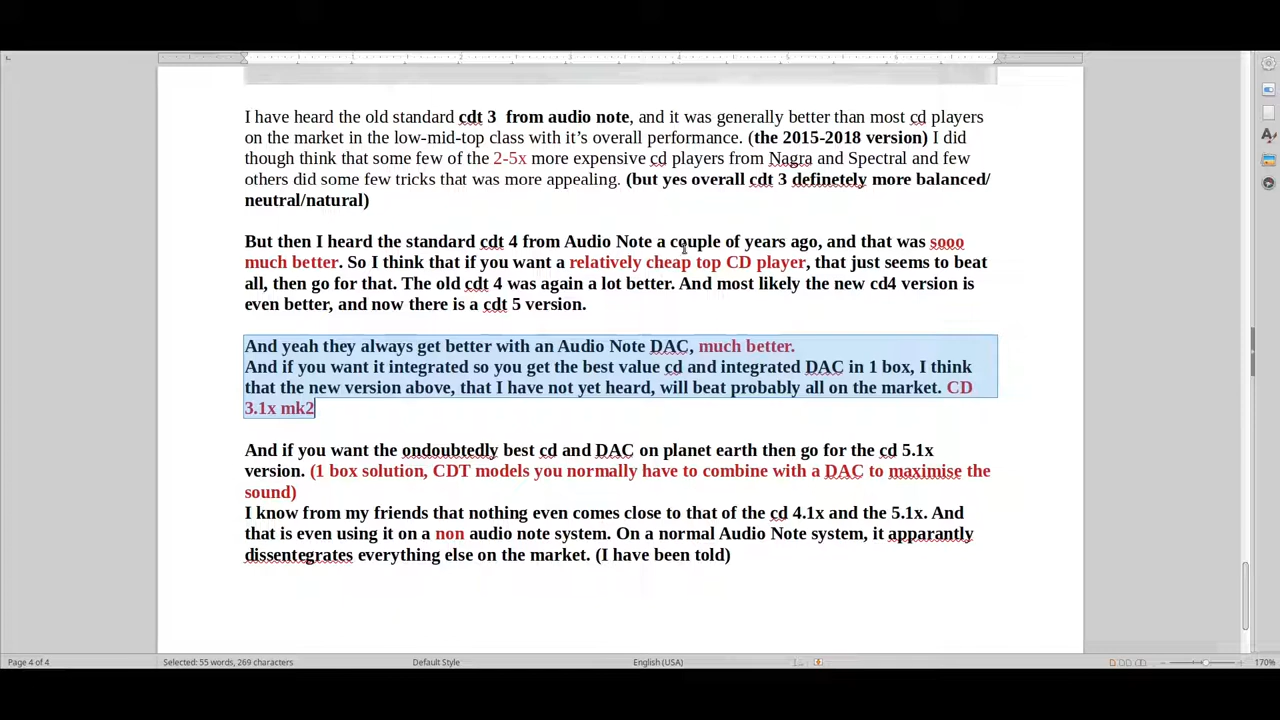 I have heard the old standard cdt 3  from audio note, and it was generally better than most cd players
on the market in the low-mid-top class with it's overall performance. (the 2015-2018 version) I did
though think that some few of the 2-5x more expensive cd players from Nagra and Spectral and few
others did some few tricks that was more appealing. (but yes overall cdt 3 definetely more balanced/
neutral/natural)
But then I heard the standard cdt 4 from Audio Note a couple of years ago, and that was sooo
much better. So I think that if you want a relatively cheap top CD player, that just seems to beat
all, then go for that. The old cdt 4 was again a lot better. And most likely the new cd4 version is
even better, and now there is a cdt 5 version.
And yeah they always get better with an Audio Note DAC, much better.
And if you want it integrated so you get the best value cd and integrated DAC in 1 box, I think
that the new version above, that I have not yet heard, will beat probably all on the market. CD
3.1x mk2
And if you want the ondoubtedly best cd and DAC on planet earth then go for the cd 5.1x
version. (1 box solution, CDT models you normally have to combine with a DAC to maximise the
sound)
I know from my friends that nothing even comes close to that of the cd 4.1x and the 5.1x. And
that is even using it on a non audio note system. On a normal Audio Note system, it apparantly
dissentegrates everything else on the market. (I have been told)
Page 4 of 4 Selected: 55 words, 269 characters Default Style English (USA) 170%